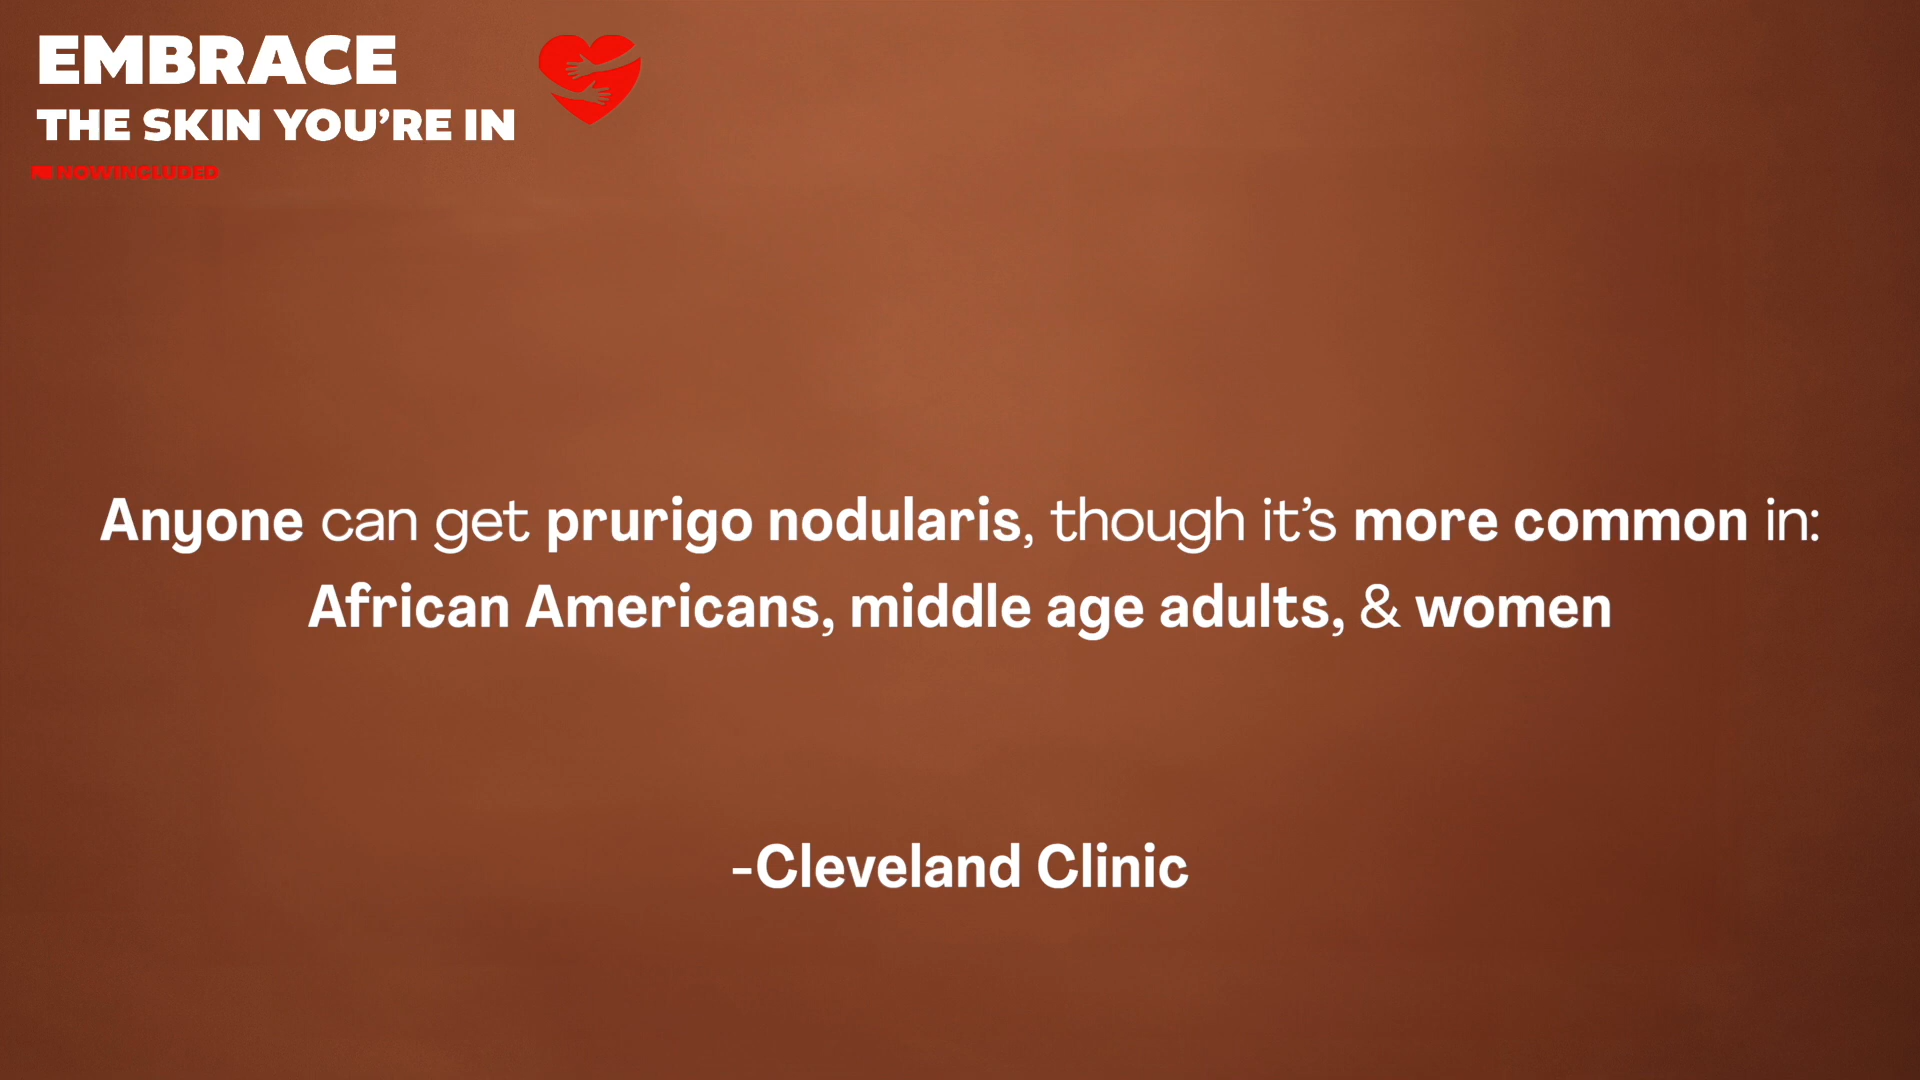 EMBRACE
THE SKIN YOU’RE IN
NOWINCLUDED
Anyone can get prurigo nodularis, though it’s more common in:
African Americans, middle age adults, & women
-Cleveland Clinic